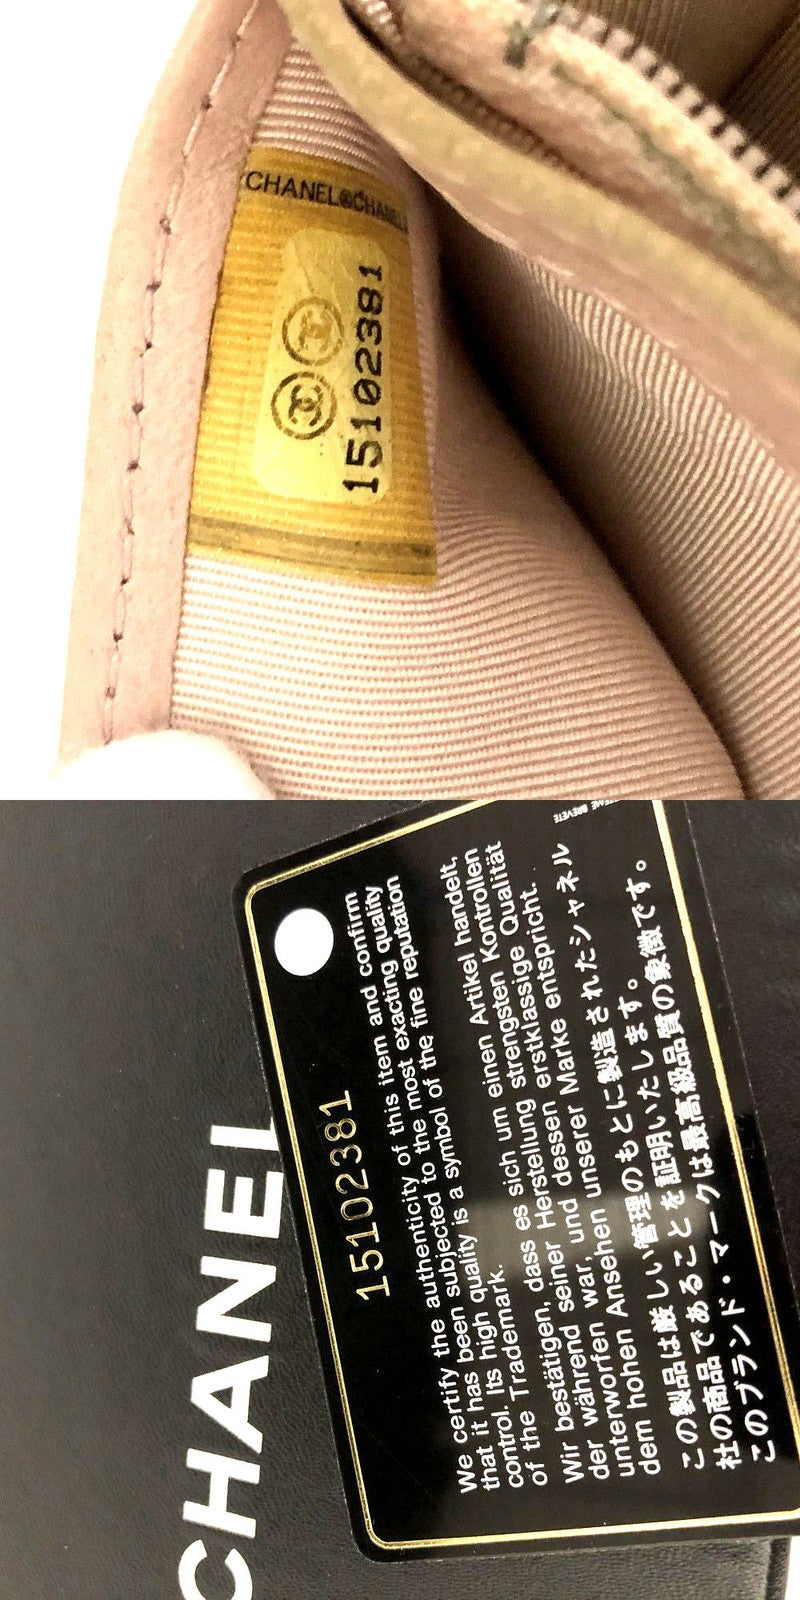 CHANEL®CHANEL
15102381
TEME BREVETE
15102381
We certify the authenticity of this item and confirm
that it has been subjected to the most exacting quality
control. Its high quality is a symbol of the fine reputation
of the Trademark.
Wir bestätigen, dass es sich um einen Artikel handelt,
der während seiner Herstellung strengsten Kontrollen
unterworfen war, und dessen erstklassige Qualität
dem hohen Ansehen unserer Marke entspricht.
この製品は厳しい管理のもとに製造されたシャネル
社の商品であることを証明いたします。
このブランド・マークは最高級品質の象徴です。
CHANEL